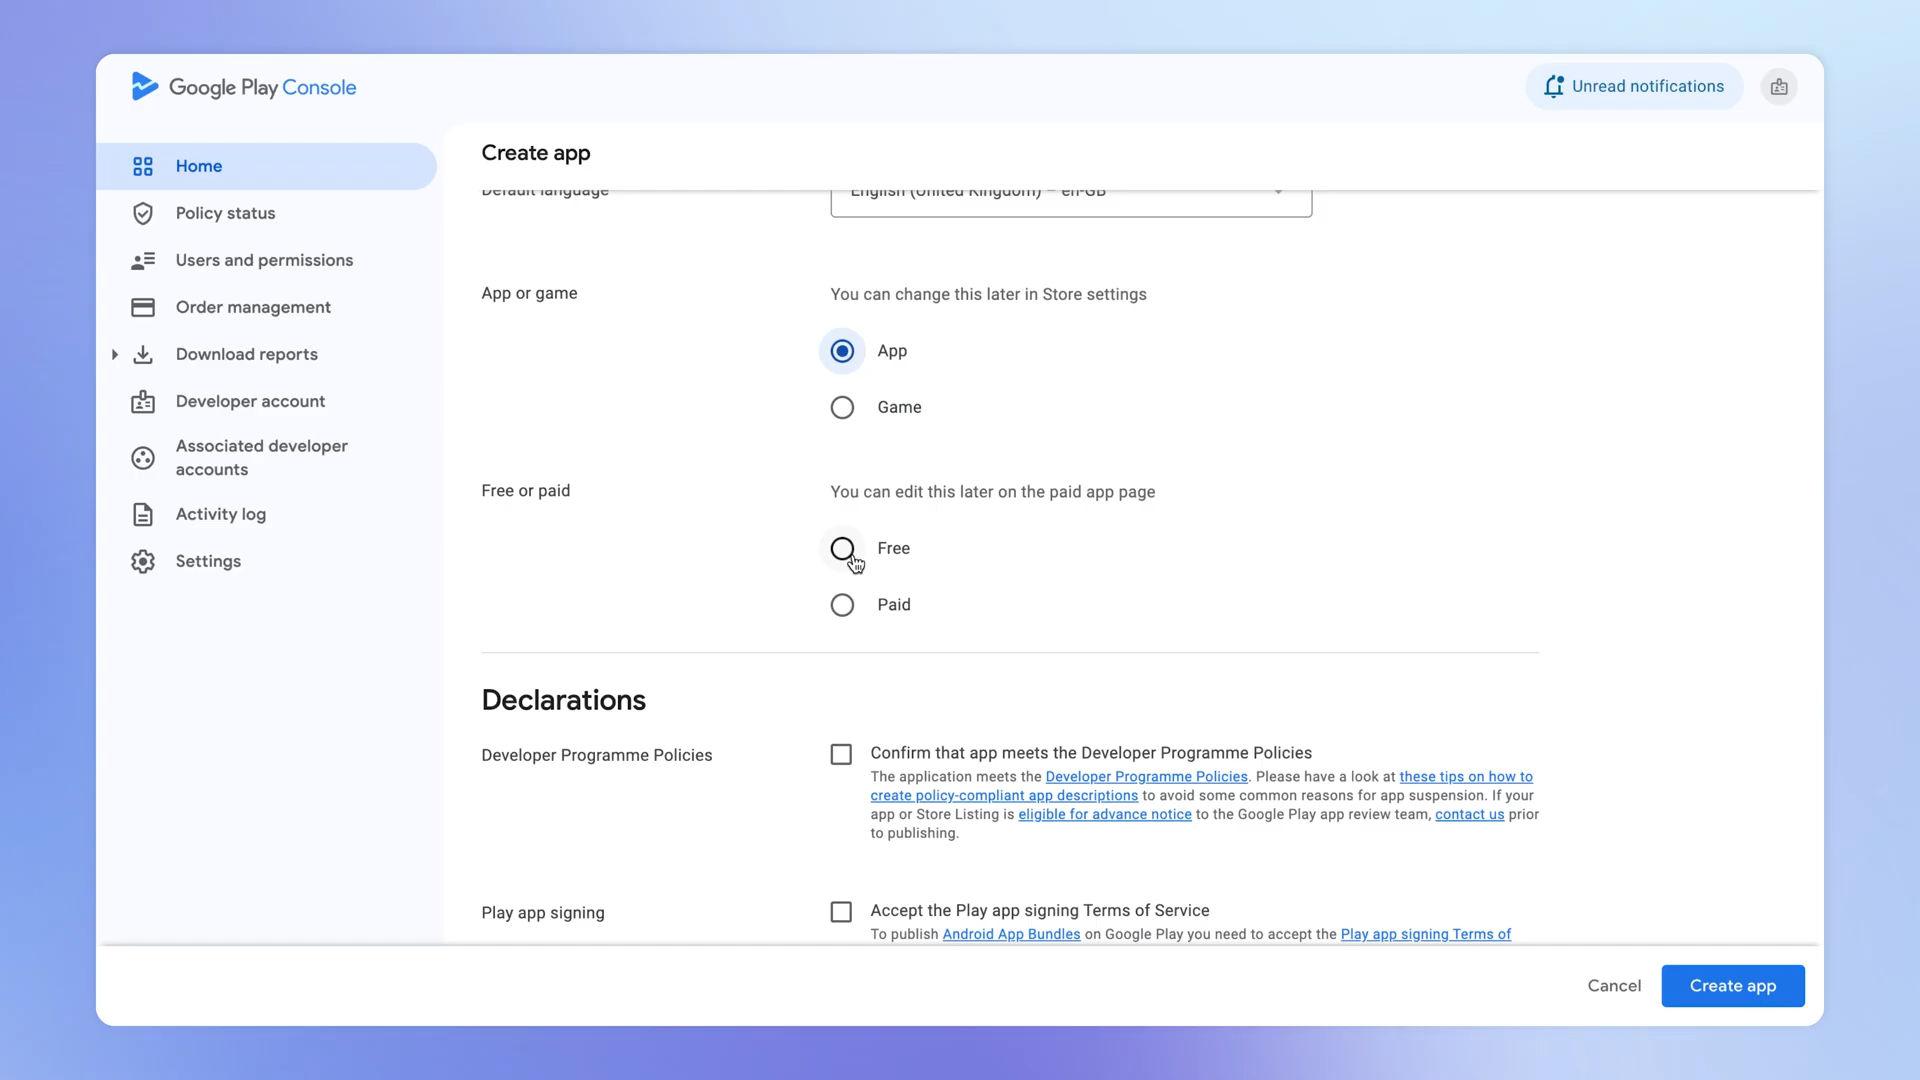 Google Play Console
Unread notifications
Home
Policy status
Users and permissions
Order management
Download reports
Developer account
Associated developer
accounts
Activity log
Settings
Create app
Default language
English (United Kingdom) – en-GB
App or game
You can change this later in Store settings
App
Game
Free or paid
You can edit this later on the paid app page
Free
Paid
Declarations
Developer Programme Policies
Confirm that app meets the Developer Programme Policies
The application meets the Developer Programme Policies. Please have a look at these tips on how to
create policy-compliant app descriptions to avoid some common reasons for app suspension. If your
app or Store Listing is eligible for advance notice to the Google Play app review team, contact us prior
to publishing.
Play app signing
Accept the Play app signing Terms of Service
To publish Android App Bundles on Google Play you need to accept the Play app signing Terms of
Cancel
Create app